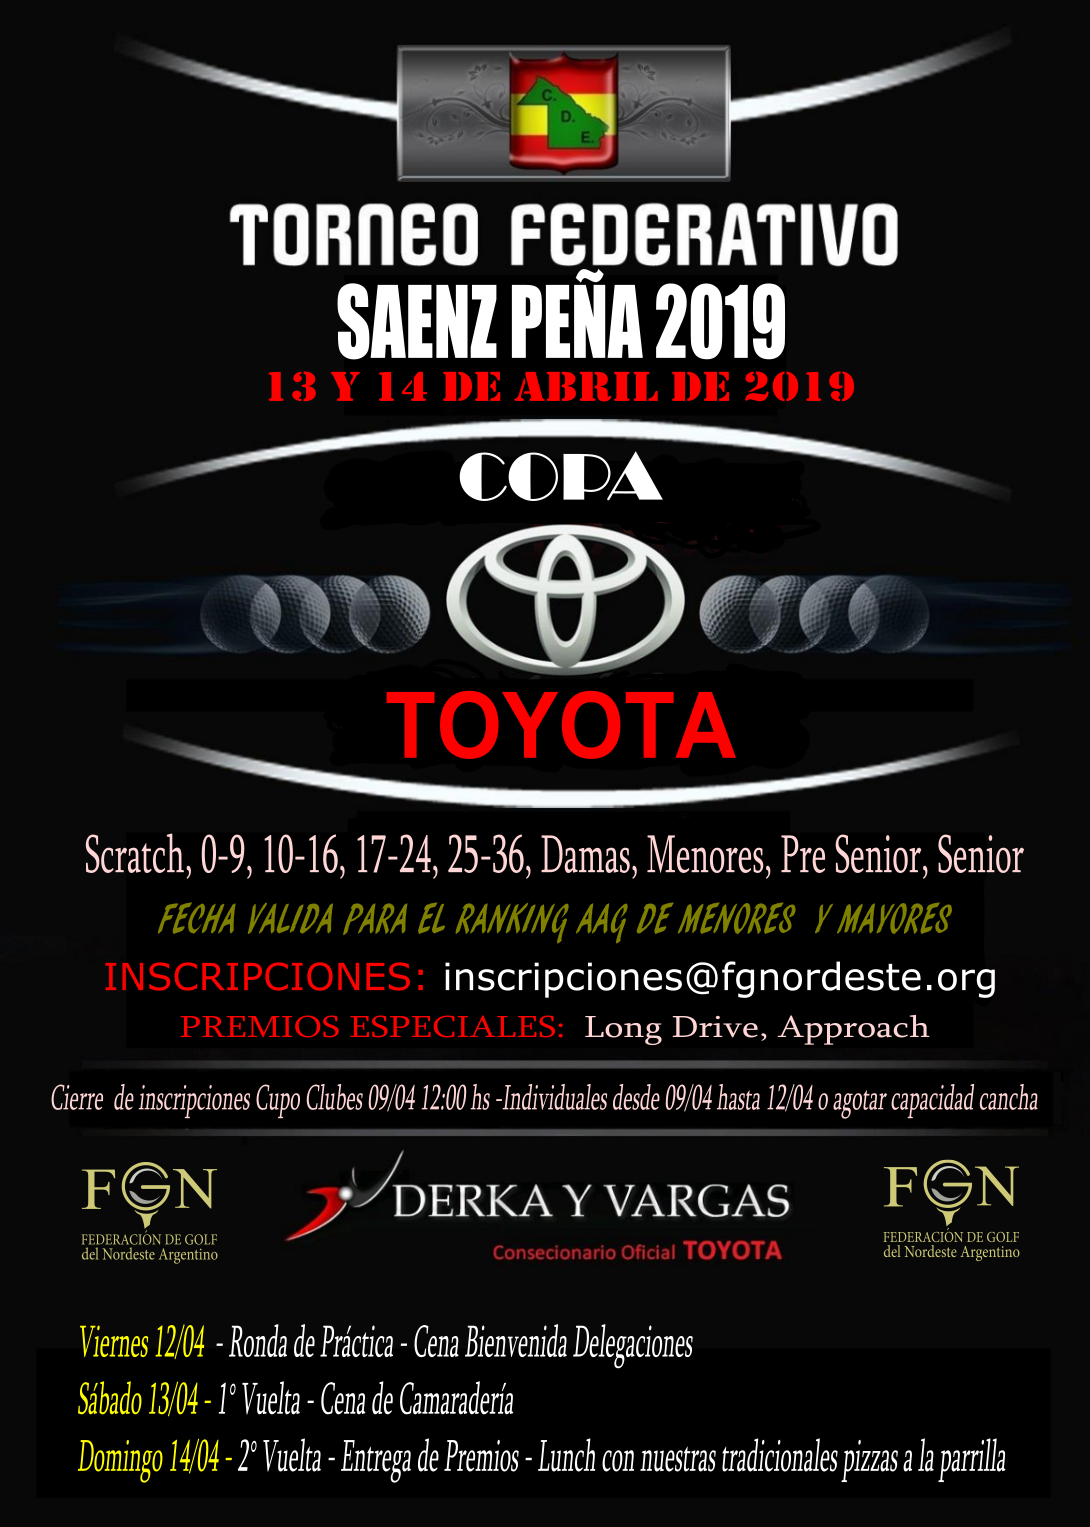 C.
D.
E.
TORNEO FEDERATIVO
SAENZ PEÑA 2019
13 Y 14 DE ABRIL DE 2019
COPA
TOYOTA
Scratch, 0-9, 10-16, 17-24, 25-36, Damas, Menores, Pre Senior, Senior
FECHA VALIDA PARA EL RANKING AAG DE MENORES Y MAYORES
INSCRIPCIONES: inscripciones@fgnordeste.org
PREMIOS ESPECIALES: Long Drive, Approach
Cierre de inscripciones Cupo Clubes 09/04 12:00 hs -Individuales desde 09/04 hasta 12/04 o agotar capacidad cancha
FGN
FEDERACIÓN DE GOLF
del Nordeste Argentino
DERKA Y VARGAS
Consecionario Oficial TOYOTA
FGN
FEDERACIÓN DE GOLF
del Nordeste Argentino
Viernes 12/04 - Ronda de Práctica - Cena Bienvenida Delegaciones
Sábado 13/04 - 1° Vuelta - Cena de Camaradería
Domingo 14/04 - 2° Vuelta - Entrega de Premios - Lunch con nuestras tradicionales pizzas a la parrilla